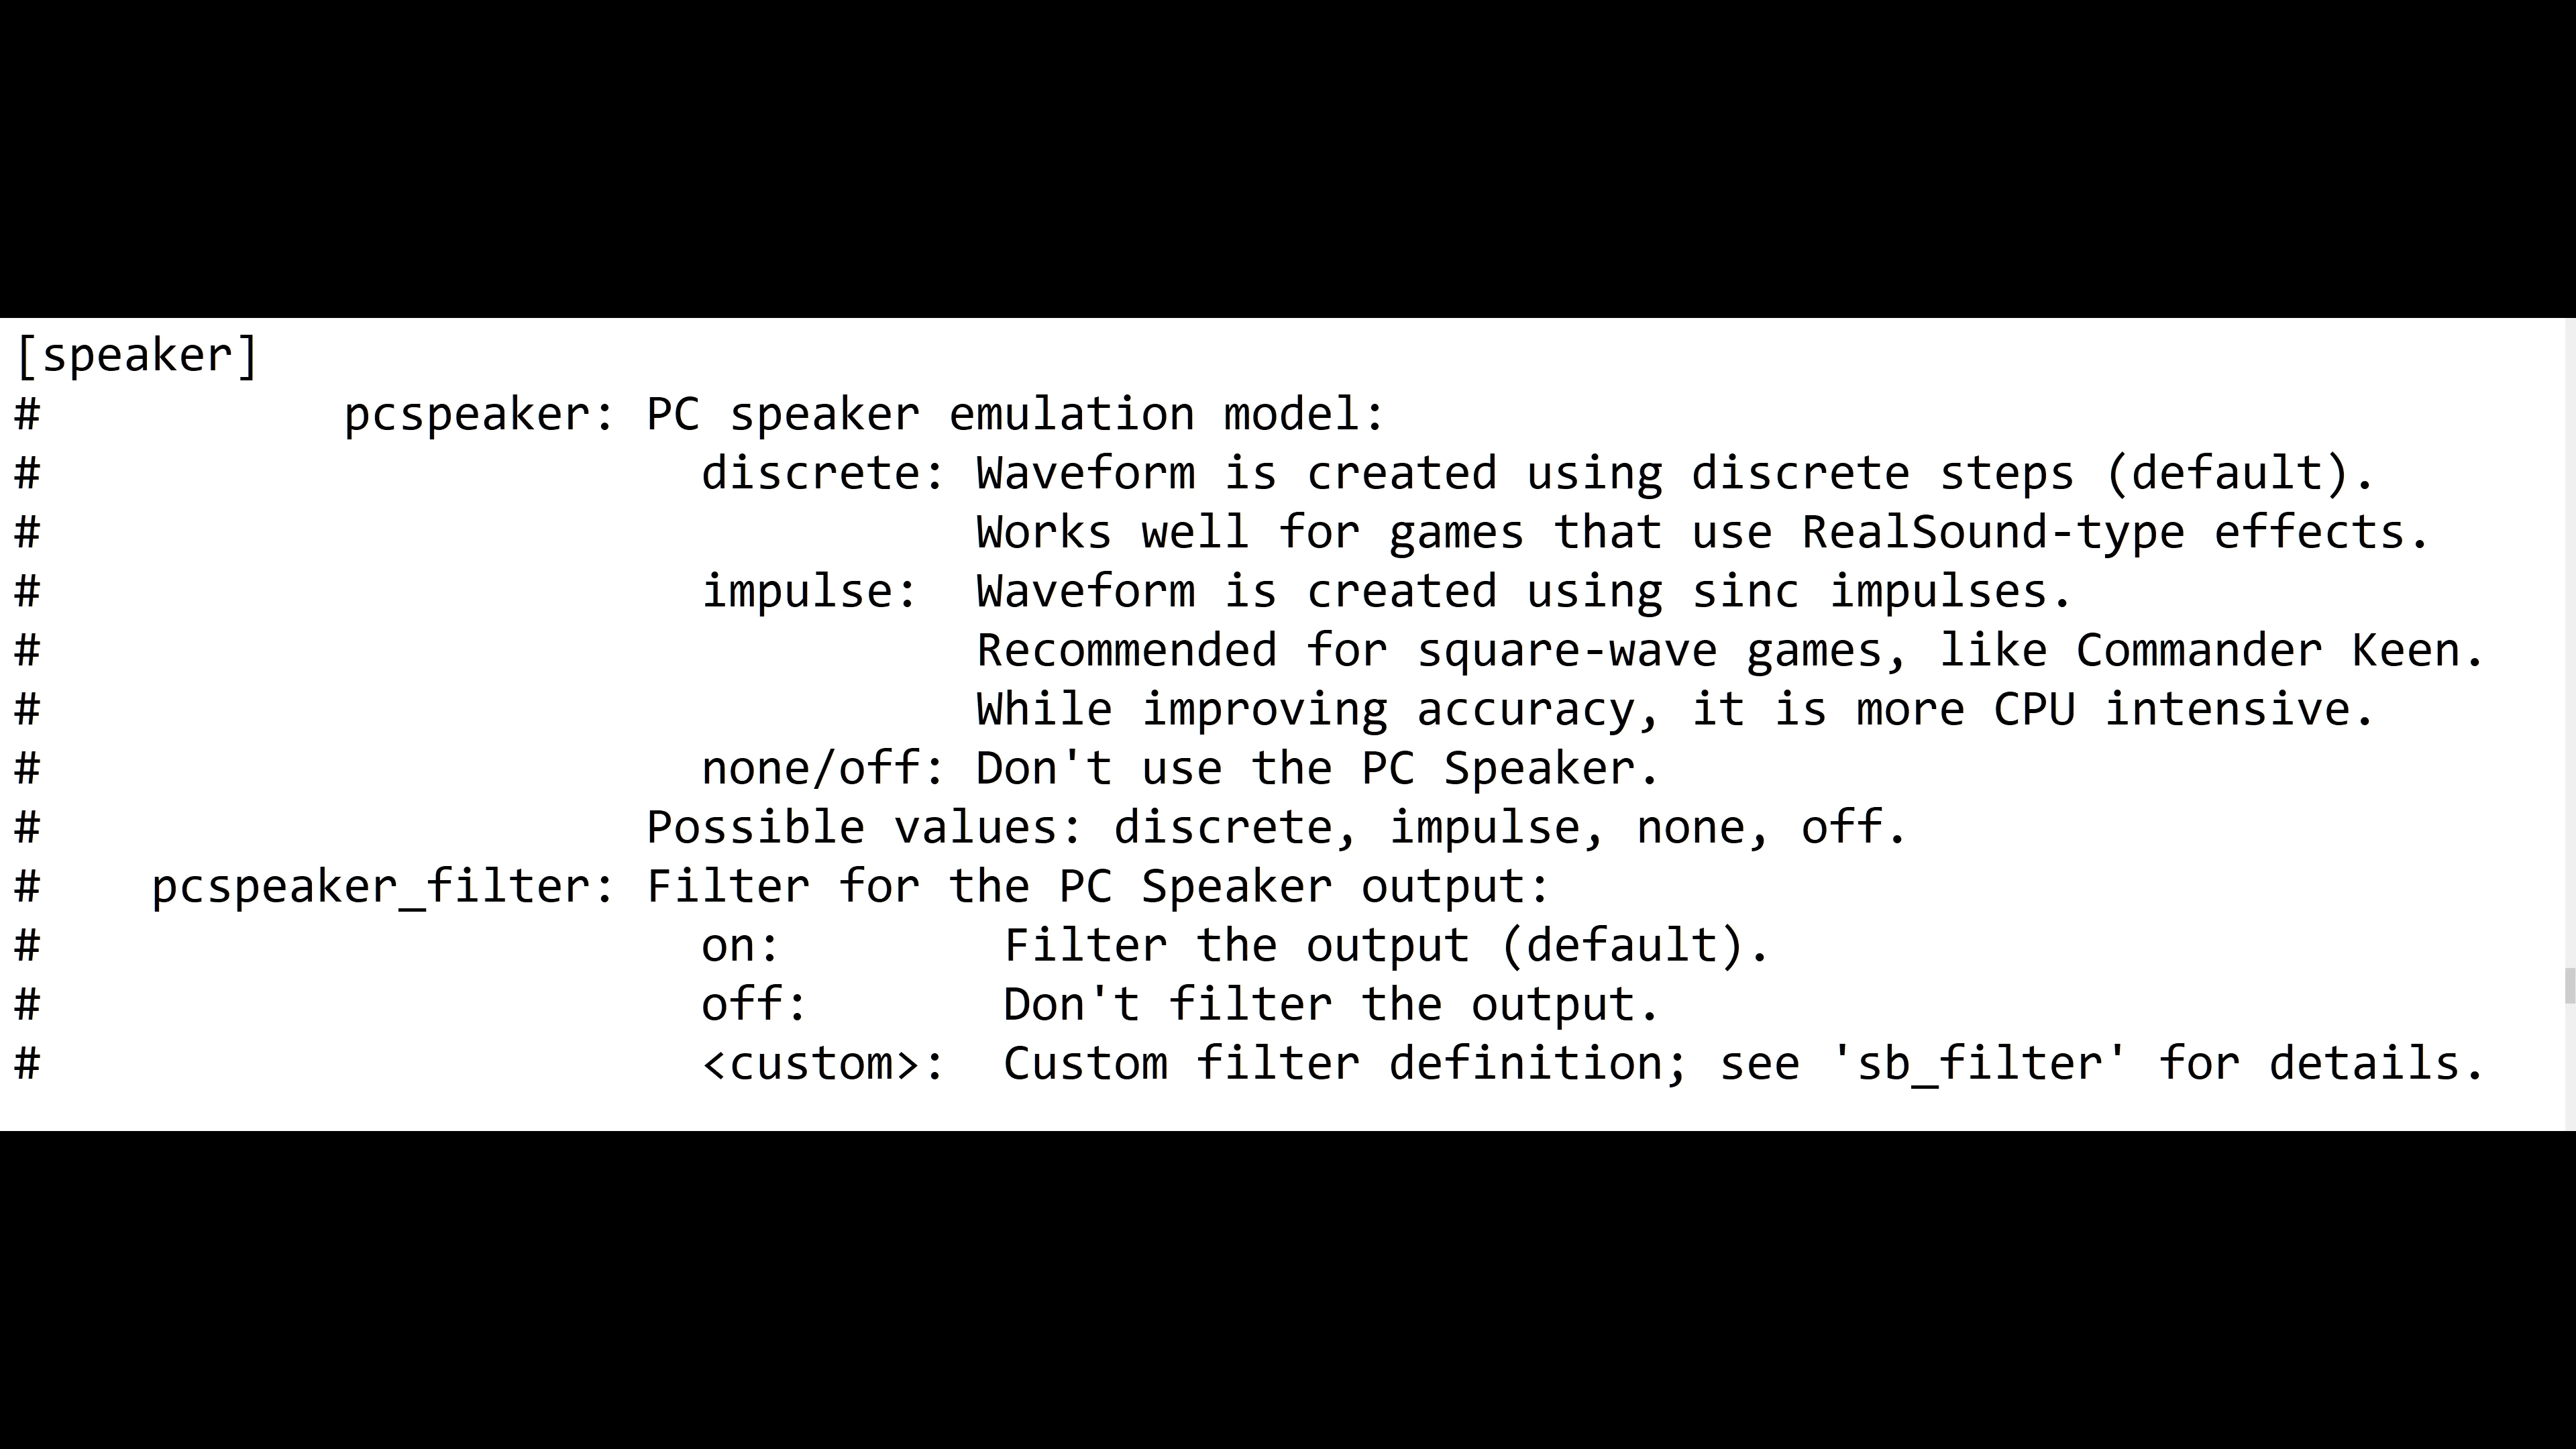 [speaker]
#           pcspeaker: PC speaker emulation model:
#                        discrete: Waveform is created using discrete steps (default).
#                                  Works well for games that use RealSound-type effects.
#                        impulse:  Waveform is created using sinc impulses.
#                                  Recommended for square-wave games, like Commander Keen.
#                                  While improving accuracy, it is more CPU intensive.
#                        none/off: Don't use the PC Speaker.
#                      Possible values: discrete, impulse, none, off.
#    pcspeaker_filter: Filter for the PC Speaker output:
#                        on:        Filter the output (default).
#                        off:       Don't filter the output.
#                        <custom>:  Custom filter definition; see 'sb_filter' for details.